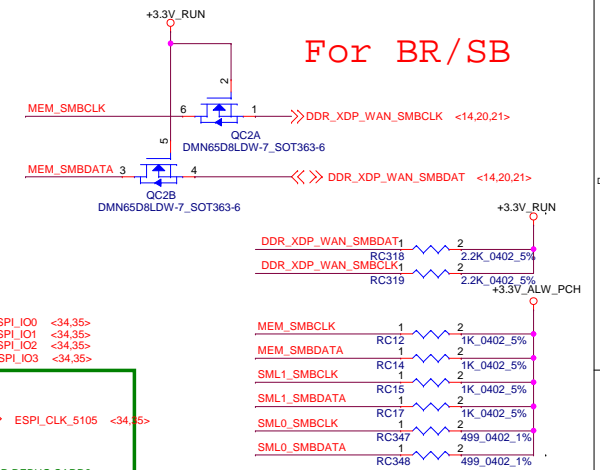 +3.3V_RUN
For BR/SB
2
MEM_SMBCLK 6 1 DDR_XDP_WAN_SMBCLK <14,20,21>
QC2A
DMN65D8LDW-7_SOT363-6
5
MEM_SMBDATA 3 4 DDR_XDP_WAN_SMBDAT <14,20,21>
QC2B
DMN65D8LDW-7_SOT363-6
+3.3V_RUN
DDR_XDP_WAN_SMBDAT 1 2
RC318 2.2K_0402_5%
DDR_XDP_WAN_SMBCLK 1 2
RC319 2.2K_0402_5%
+3.3V_ALW_PCH
MEM_SMBCLK 1 2
RC12 1K_0402_5%
MEM_SMBDATA 1 2
RC14 1K_0402_5%
SML1_SMBCLK 1 2
RC15 1K_0402_5%
SML1_SMBDATA 1 2
RC17 1K_0402_5%
SML0_SMBCLK 1 2
RC347 499_0402_1%
SML0_SMBDATA 1 2
RC348 499_0402_1%
SPI_IO0 <34,35>
SPI_IO1 <34,35>
SPI_IO2 <34,35>
SPI_IO3 <34,35>
ESPI_CLK_5105 <34,35>